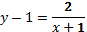 y − 1 = 2/(x + 1)